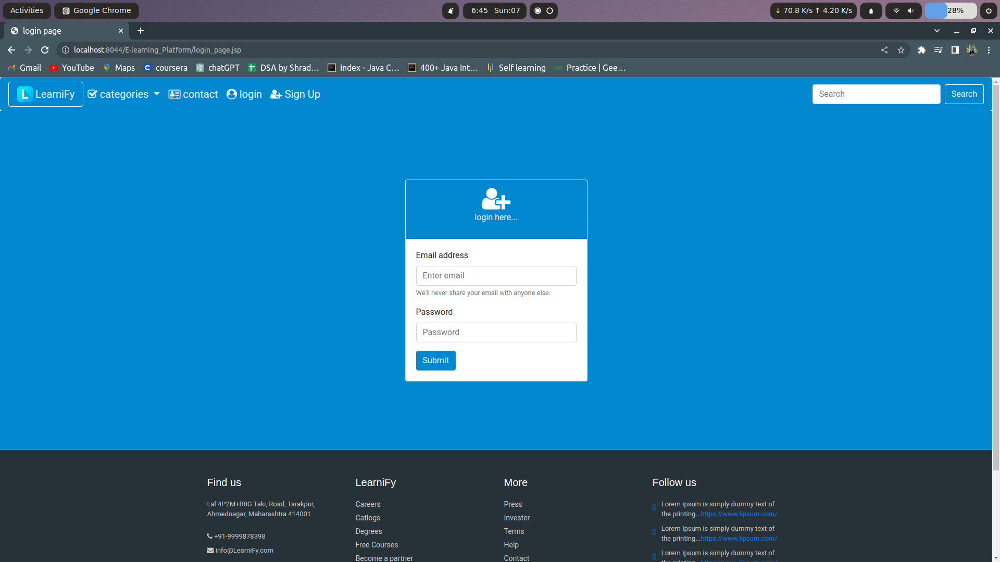 Activities
Google Chrome
6:45 Sun:07
↓ 70.8 K/s ↑ 4.20 K/s
28%
login page
localhost:8044/E-learning_Platform/login_page.jsp
Gmail
YouTube
Maps
coursera
chatGPT
DSA by Shrad...
Index - Java C...
400+ Java Int...
Self learning
Practice | Gee...
LearniFy
categories
contact
login
Sign Up
Search
Search
login here...
Email address
Enter email
We'll never share your email with anyone else.
Password
Password
Submit
Find us
Lal 4P2M+R8G Taki, Road, Tarakpur,
Ahmednagar, Maharashtra 414001
+91-9999878398
info@LearniFy.com
LearniFy
Careers
Catlogs
Degrees
Free Courses
Become a partner
More
Press
Invester
Terms
Help
Contact
Follow us
Lorem Ipsum is simply dummy text of
the printing...https://www.lipsum.com/
Lorem Ipsum is simply dummy text of
the printing...https://www.lipsum.com/
Lorem Ipsum is simply dummy text of